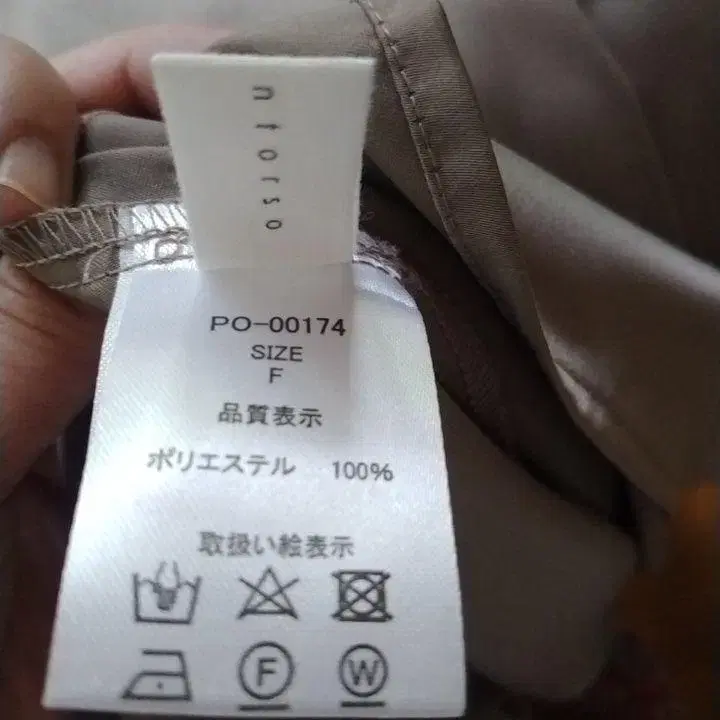 n torso
PO-00174
SIZE
F
品質表示
ポリエステル 100%
取扱い絵表示
F
W